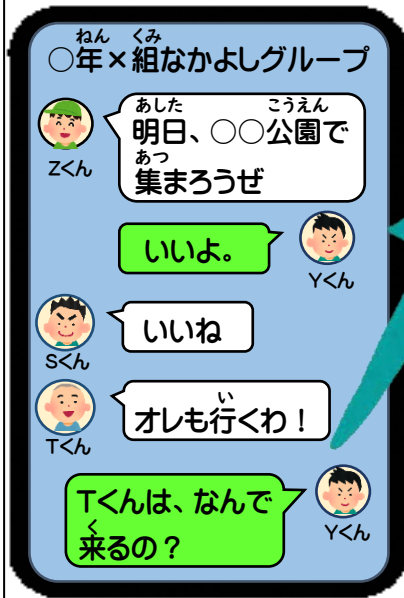 ねん くみ
○年×組なかよしグループ
あした こうえん
明日、○○公園で
あつ
集まろうぜ
Zくん
いいよ。
Yくん
いいね
Sくん
い
オレも行くわ！
Tくん
Tくんは、なんで
く
来るの？
Yくん